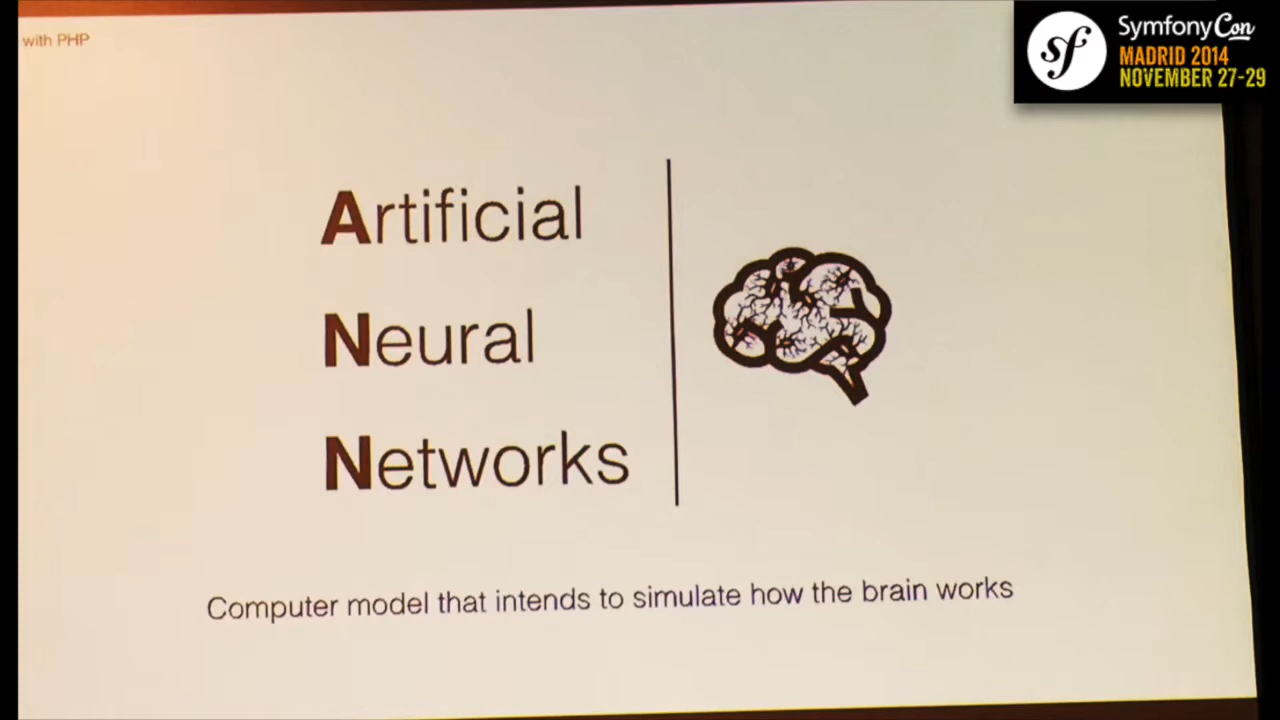 with PHP
SymfonyCon
MADRID 2014
NOVEMBER 27-29
Artificial
Neural
Networks
Computer model that intends to simulate how the brain works